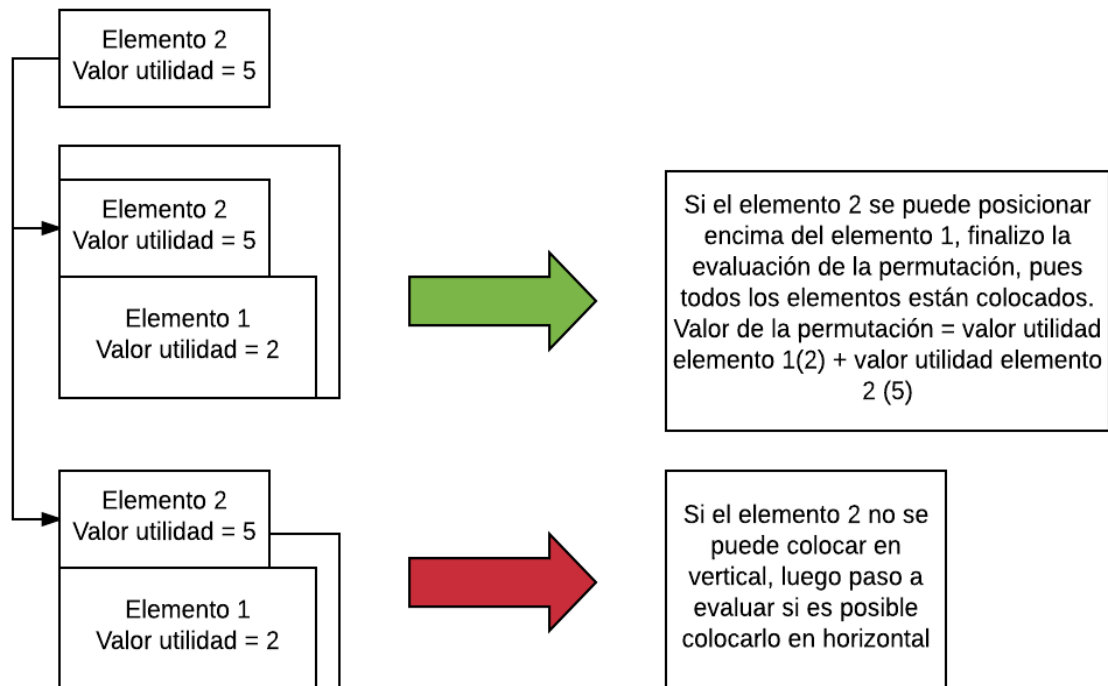 Elemento 2
Valor utilidad = 5
Elemento 2
Valor utilidad = 5
Elemento 1
Valor utilidad = 2
Si el elemento 2 se puede posicionar
encima del elemento 1, finalizo la
evaluación de la permutación, pues
todos los elementos están colocados.
Valor de la permutación = valor utilidad
elemento 1(2) + valor utilidad elemento
2 (5)
Elemento 2
Valor utilidad = 5
Elemento 1
Valor utilidad = 2
Si el elemento 2 no se
puede colocar en
vertical, luego paso a
evaluar si es posible
colocarlo en horizontal